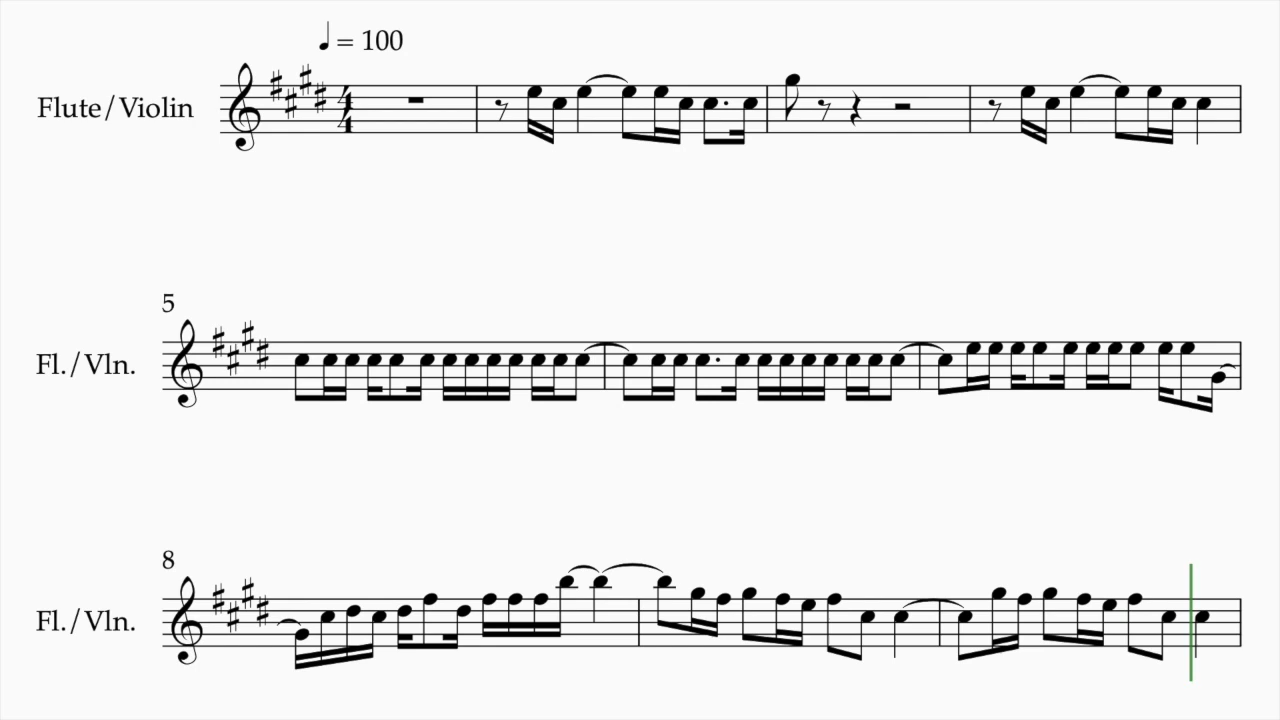 ♩ = 100
Flute/Violin
4
4
5
Fl./Vln.
8
Fl./Vln.